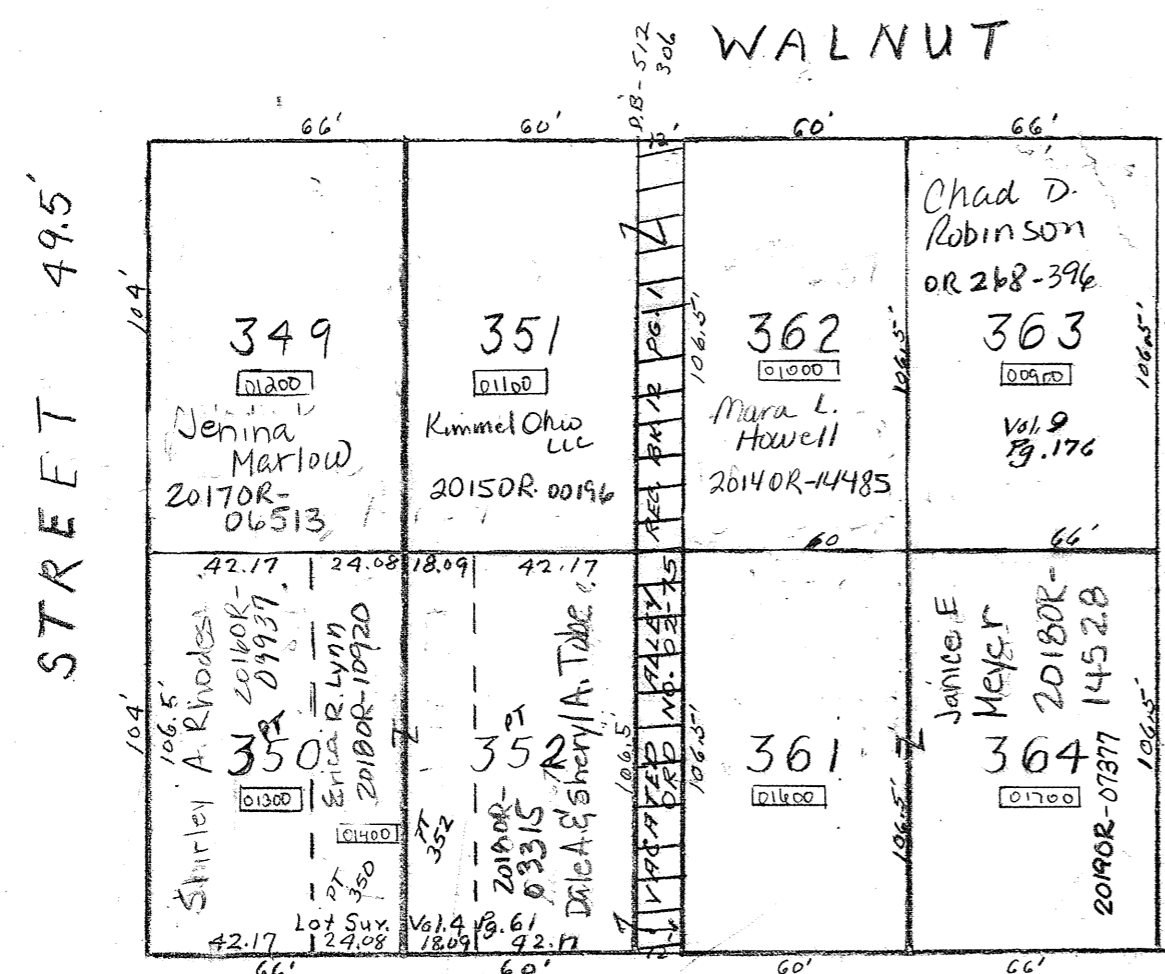 WALNUT
D.B-512
306
STREET 49.5'
66'
60'
60'
66'
104'
349
01200
Jenina
Marlow
2017OR-
06513
351
01100
Kimmel Ohio
LLC
2015OR-00196
VACATED ALLEY REC BK 12 PG. 1
ORD NO. 02-75
106.5'
362
01000
Mara L.
Howell
2014OR-14485
60
106.5'
Chad D.
Robinson
OR 268-396
363
00900
Vol. 9
Pg. 176
66'
106.5'
104'
106.5'
42.17
Shirley A. Rhodes
2016OR-
09937
PT
350
01300
42.17
24.08
Erica R. Lynn
2018OR-10920
01400
PT
350
24.08
Lot Sur. Vol. 4 Pg. 61
18.09
PT
352
18.09
42.17
PT
352
2018OR-
03315
Dale A & Sheryl A. Tube
42.17
106.5'
106.5'
361
01600
106.5'
Janice E
Meyer
2018OR-
14528
364
01700
2019OR-07377
106.5'
66'
60'
60'
66'